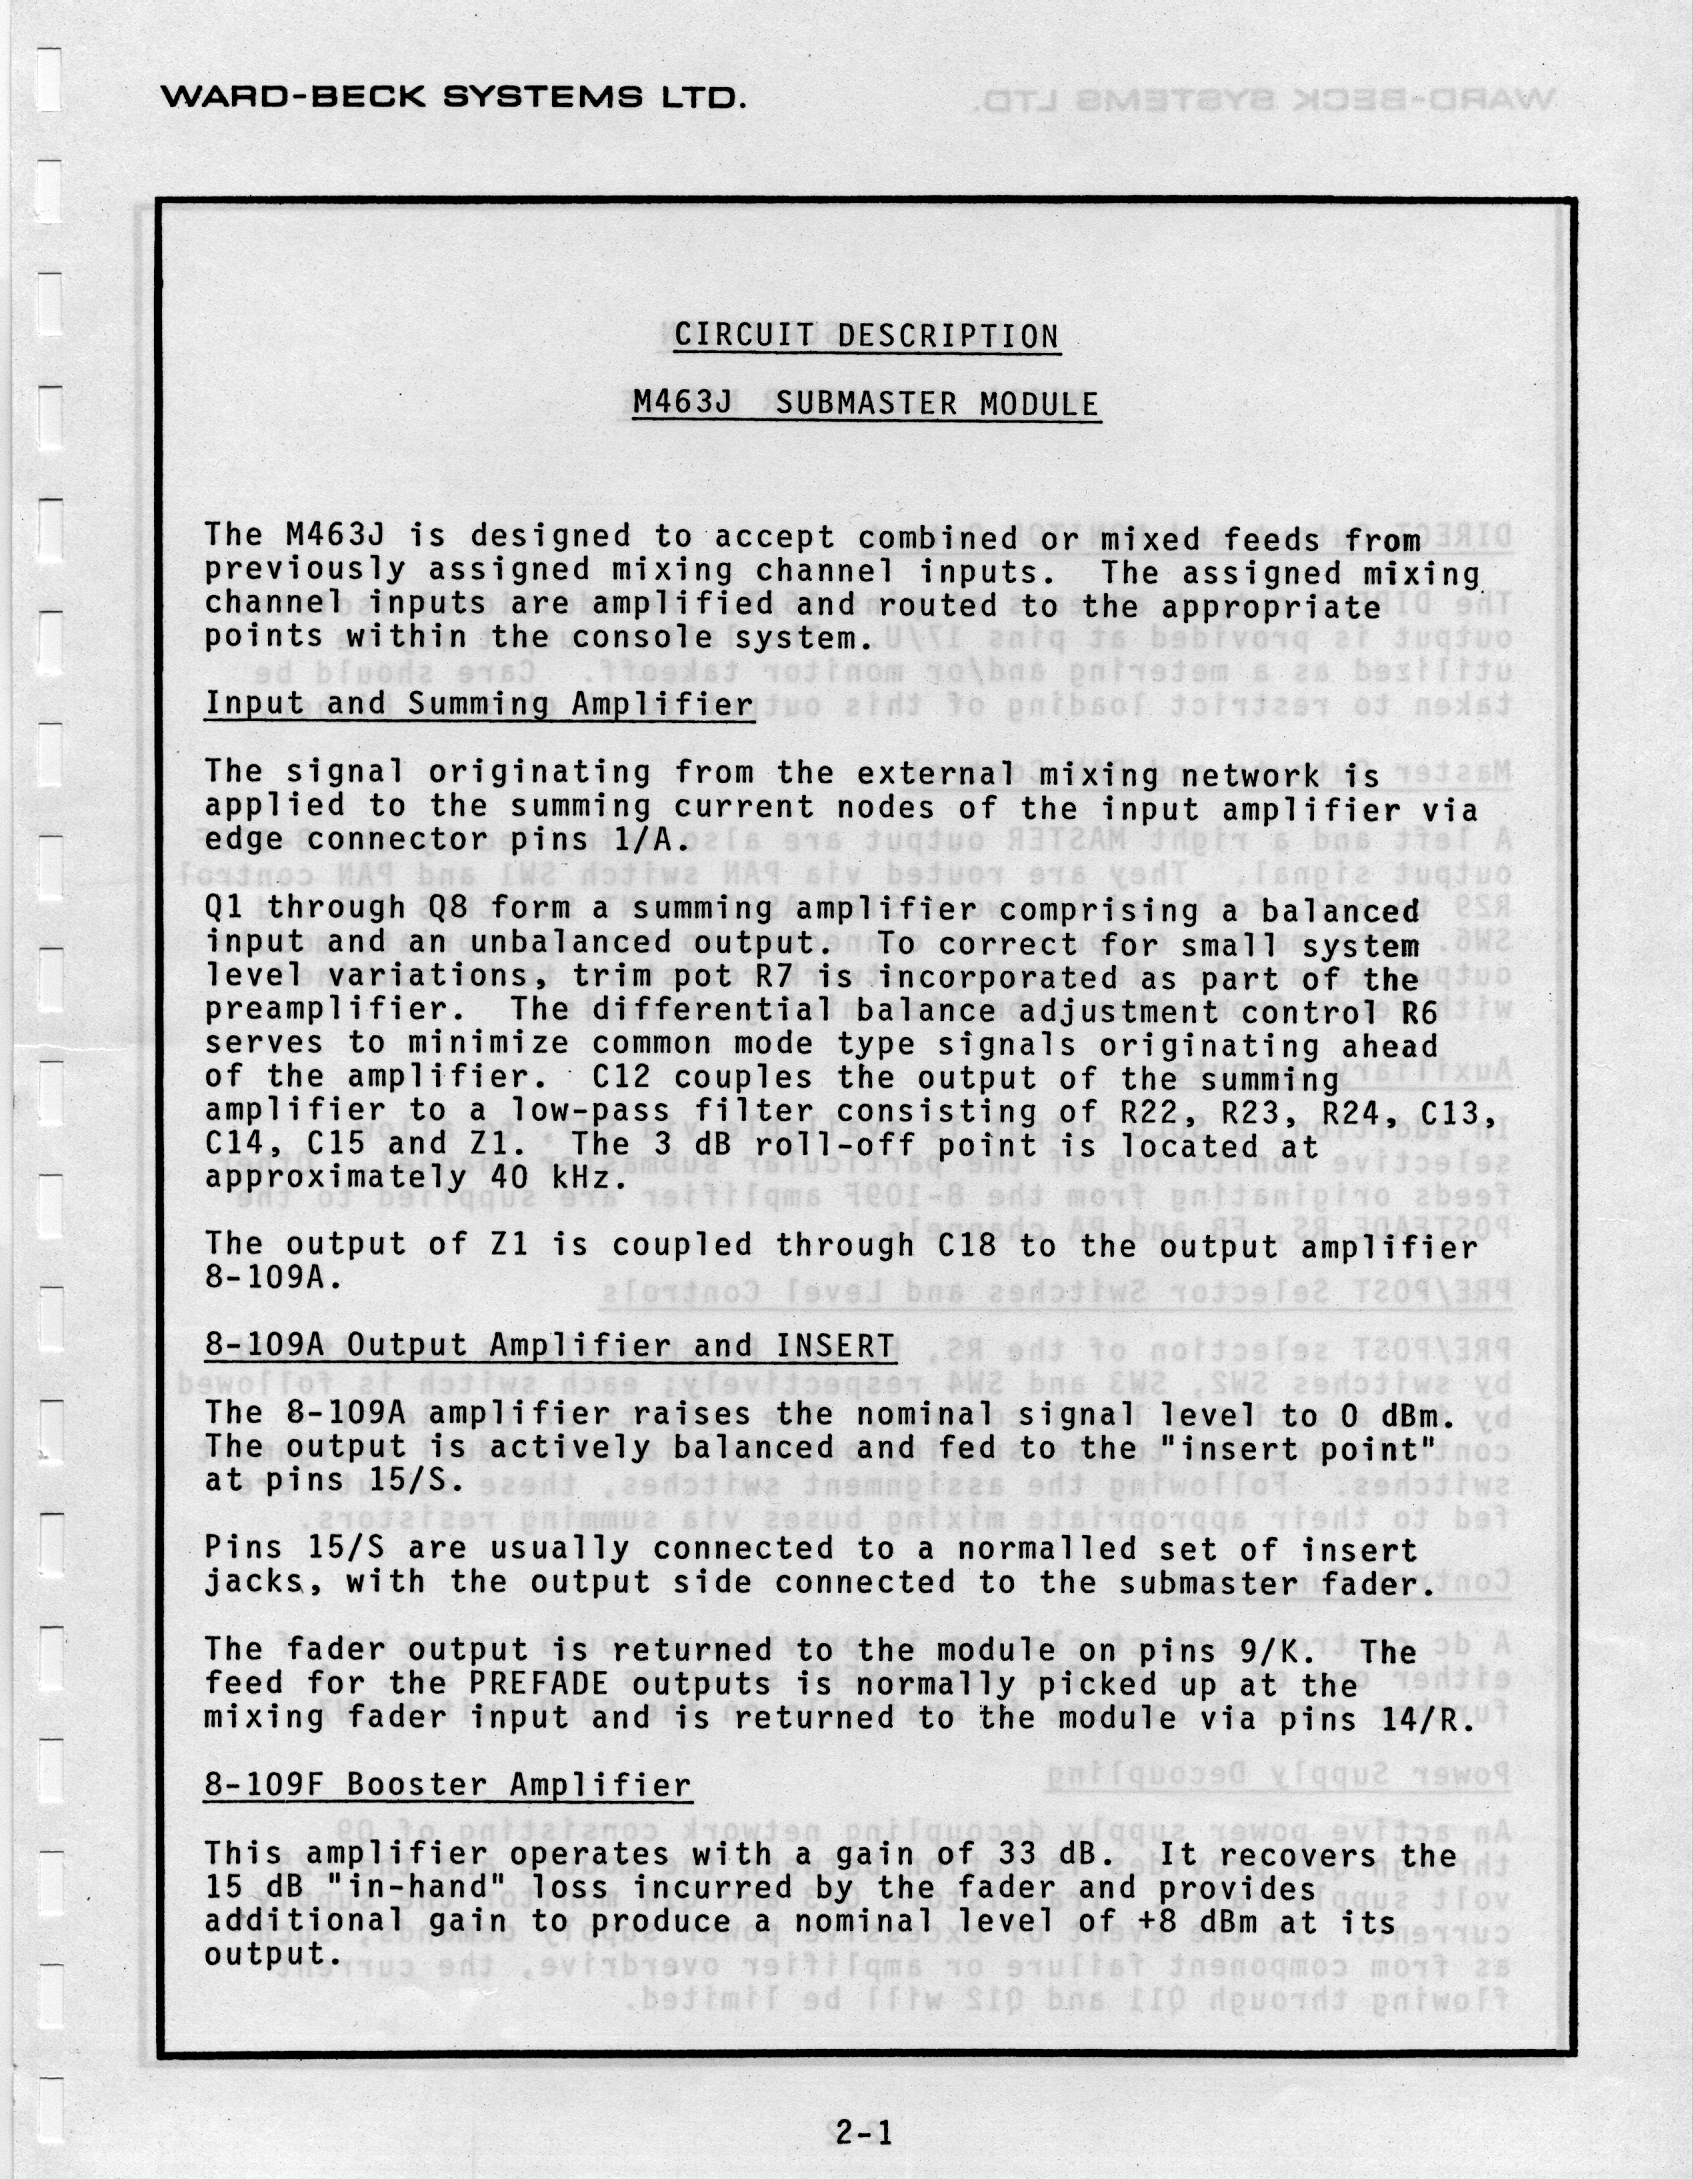 WARD-BECK SYSTEMS LTD.
CIRCUIT DESCRIPTION
M463J SUBMASTER MODULE
The M463J is designed to accept combined or mixed feeds from
previously assigned mixing channel inputs. The assigned mixing
channel inputs are amplified and routed to the appropriate
points within the console system.
Input and Summing Amplifier
The signal originating from the external mixing network is
applied to the summing current nodes of the input amplifier via
edge connector pins 1/A.
Q1 through Q8 form a summing amplifier comprising a balanced
input and an unbalanced output. To correct for small system
level variations, trim pot R7 is incorporated as part of the
preamplifier. The differential balance adjustment control R6
serves to minimize common mode type signals originating ahead
of the amplifier. C12 couples the output of the summing
amplifier to a low-pass filter consisting of R22, R23, R24, C13,
C14, C15 and Z1. The 3 dB roll-off point is located at
approximately 40 kHz.
The output of Z1 is coupled through C18 to the output amplifier
8-109A.
8-109A Output Amplifier and INSERT
The 8-109A amplifier raises the nominal signal level to 0 dBm.
The output is actively balanced and fed to the "insert point"
at pins 15/S.
Pins 15/S are usually connected to a normalled set of insert
jacks, with the output side connected to the submaster fader.
The fader output is returned to the module on pins 9/K. The
feed for the PREFADE outputs is normally picked up at the
mixing fader input and is returned to the module via pins 14/R.
8-109F Booster Amplifier
This amplifier operates with a gain of 33 dB. It recovers the
15 dB "in-hand" loss incurred by the fader and provides
additional gain to produce a nominal level of +8 dBm at its
output.
2-1